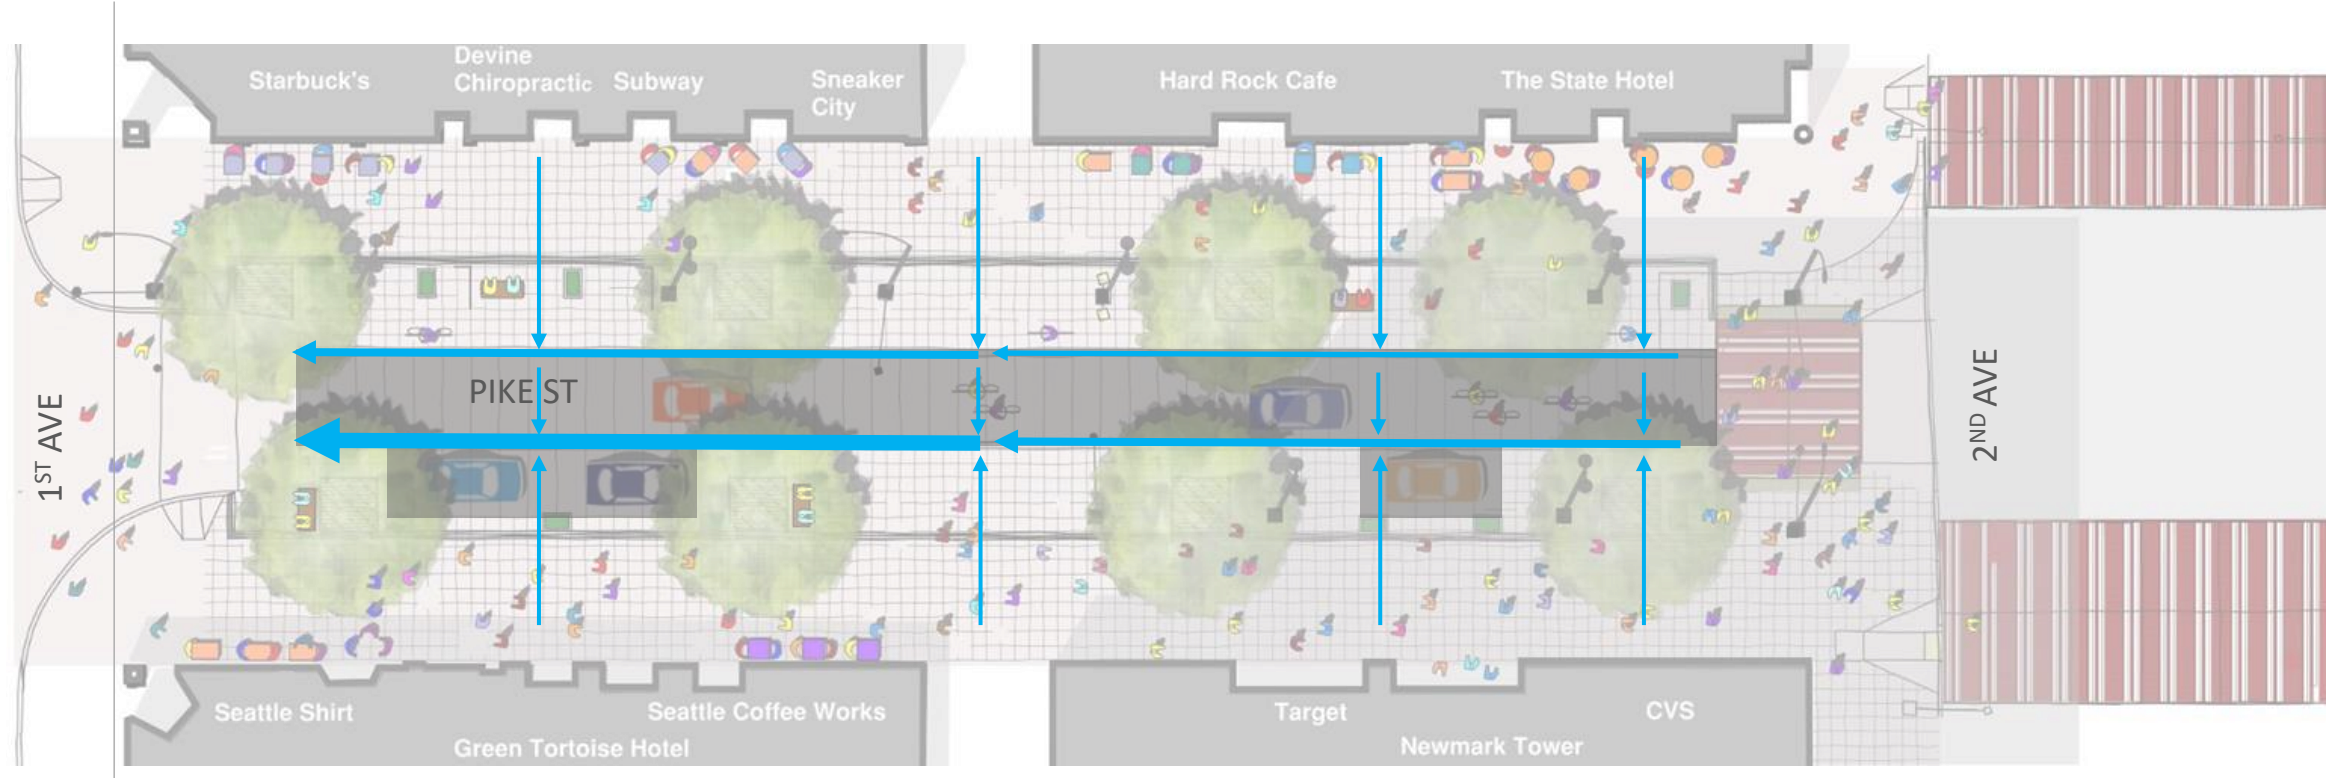 Starbuck's
Devine
Chiropractic
Subway
Sneaker
City
Hard Rock Cafe
The State Hotel
PIKE ST
1ST AVE
2ND AVE
Seattle Shirt
Green Tortoise Hotel
Seattle Coffee Works
Target
Newmark Tower
CVS